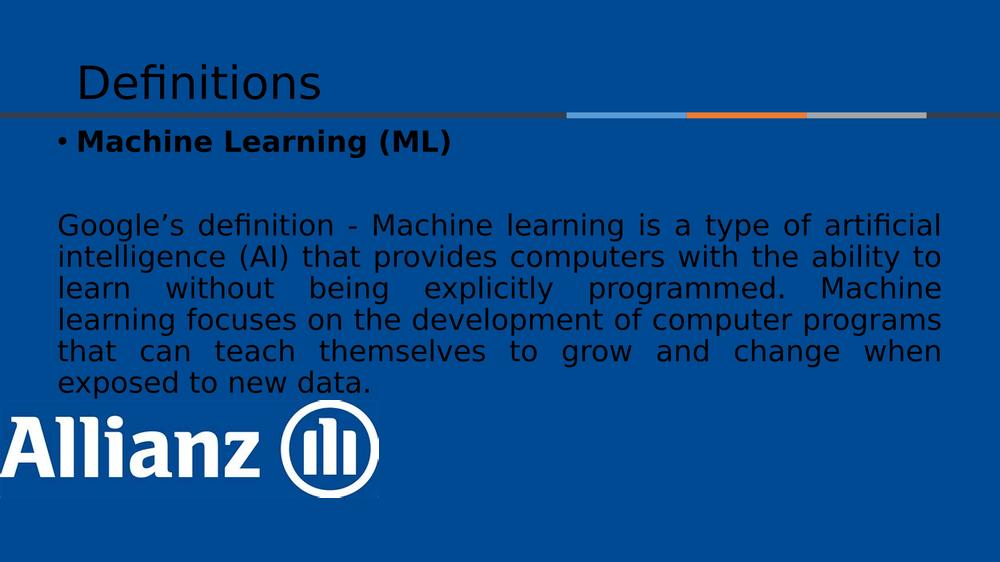 Definitions
• Machine Learning (ML)
Google’s definition - Machine learning is a type of artificial
intelligence (AI) that provides computers with the ability to
learn without being explicitly programmed. Machine
learning focuses on the development of computer programs
that can teach themselves to grow and change when
exposed to new data.
Allianz